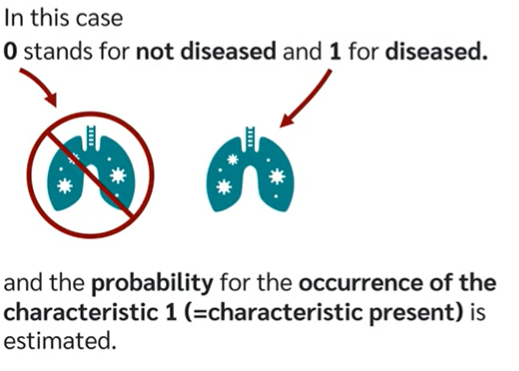 In this case
0 stands for not diseased and 1 for diseased.
and the probability for the occurrence of the
characteristic 1 (=characteristic present) is
estimated.